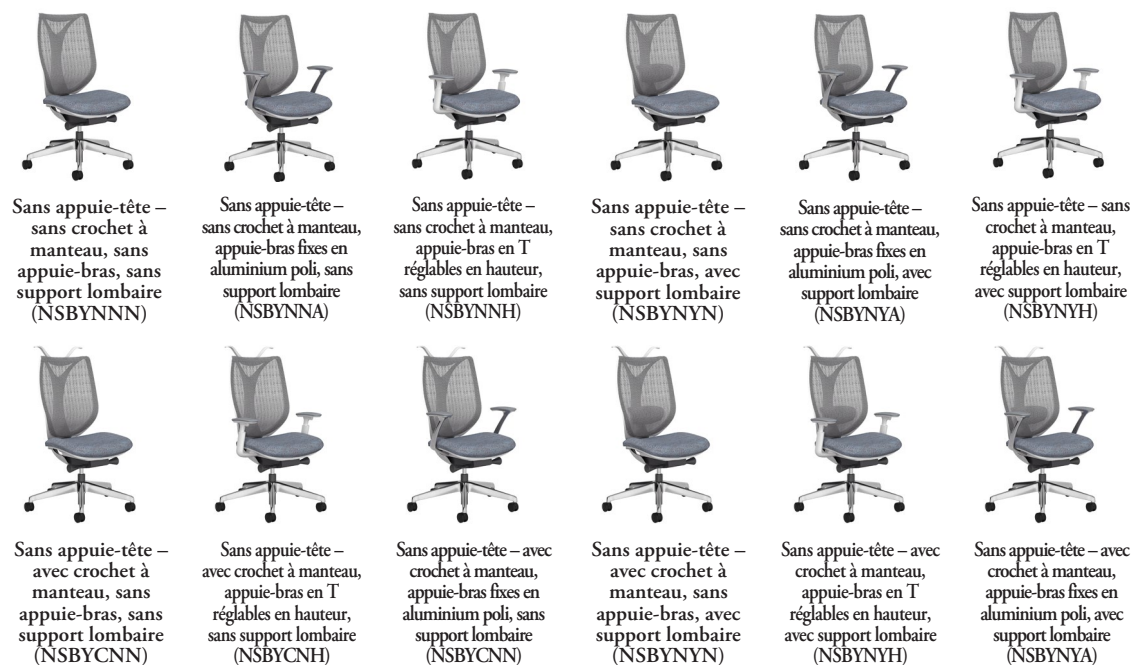 Sans appuie-tête –
sans crochet à
manteau, sans
appuie-bras, sans
support lombaire
(NSBYNNN)
Sans appuie-tête –
sans crochet à manteau,
appuie-bras fixes en
aluminium poli, sans
support lombaire
(NSBYNNA)
Sans appuie-tête –
sans crochet à manteau,
appuie-bras en T
réglables en hauteur,
sans support lombaire
(NSBYNNH)
Sans appuie-tête –
sans crochet à
manteau, sans
appuie-bras, avec
support lombaire
(NSBYNYN)
Sans appuie-tête –
sans crochet à manteau,
appuie-bras fixes en
aluminium poli, avec
support lombaire
(NSBYNYA)
Sans appuie-tête – sans
crochet à manteau,
appuie-bras en T
réglables en hauteur,
avec support lombaire
(NSBYNYH)
Sans appuie-tête –
avec crochet à
manteau, sans
appuie-bras, sans
support lombaire
(NSBYCNN)
Sans appuie-tête –
avec crochet à manteau,
appuie-bras en T
réglables en hauteur,
sans support lombaire
(NSBYCNH)
Sans appuie-tête – avec
crochet à manteau,
appuie-bras fixes en
aluminium poli, sans
support lombaire
(NSBYCNN)
Sans appuie-tête –
avec crochet à
manteau, sans
appuie-bras, avec
support lombaire
(NSBYNYN)
Sans appuie-tête – avec
crochet à manteau,
appuie-bras en T
réglables en hauteur,
avec support lombaire
(NSBYNYH)
Sans appuie-tête – avec
crochet à manteau,
appuie-bras fixes en
aluminium poli, avec
support lombaire
(NSBYNYA)